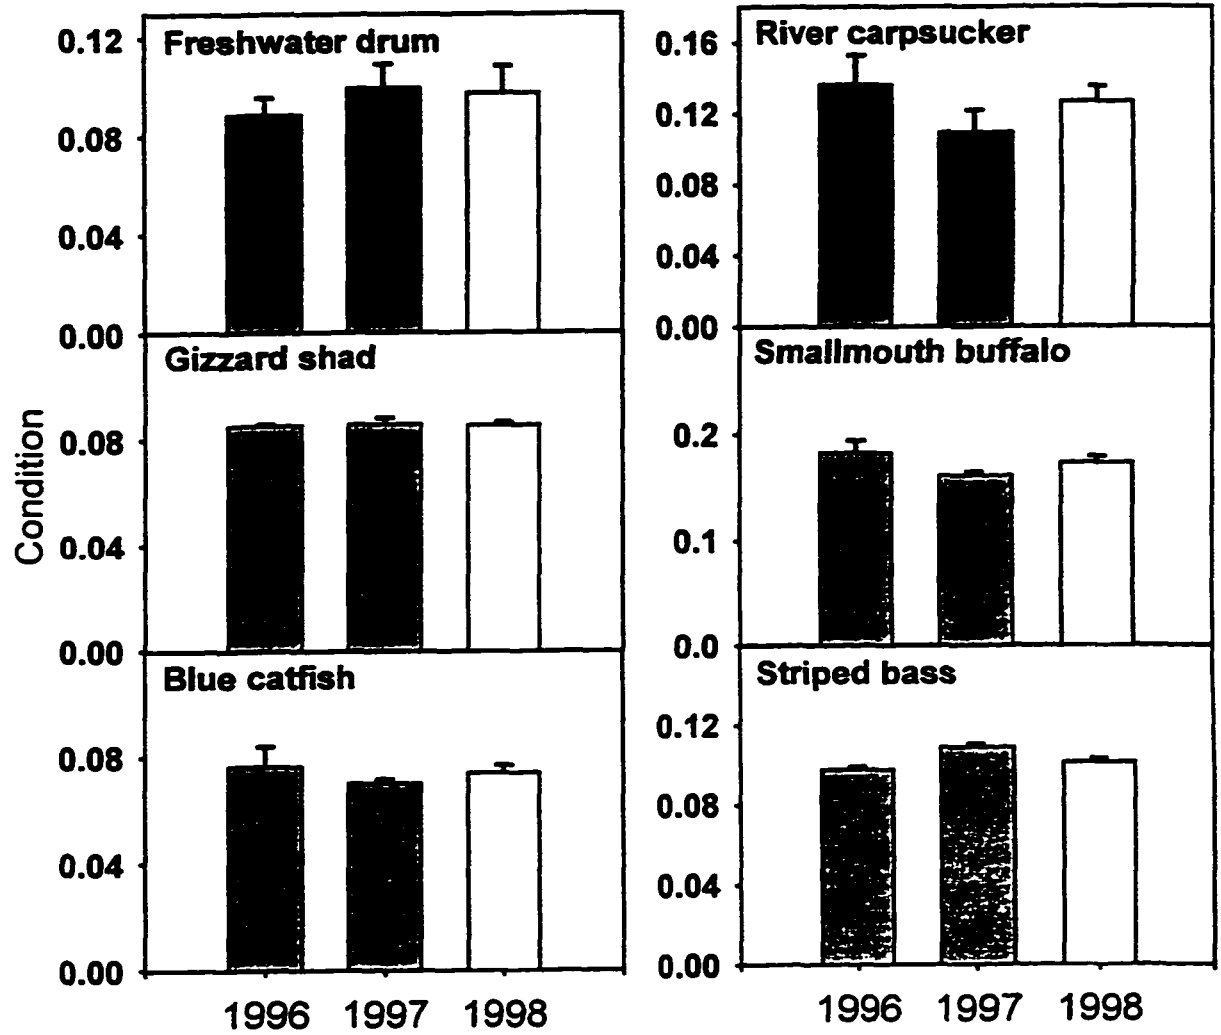 Condition
Freshwater drum
0.12
0.08
0.04
0.00
Gizzard shad
0.08
0.04
0.00
Blue catfish
0.08
0.04
0.00
1996 1997 1998
River carpsucker
0.16
0.12
0.08
0.04
0.00
Smallmouth buffalo
0.2
0.1
0.0
Striped bass
0.12
0.08
0.04
0.00
1996 1997 1998